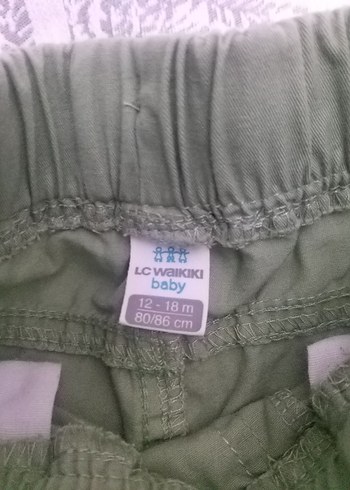 LC WAIKIKI
baby
12 - 18 m
80/86 cm